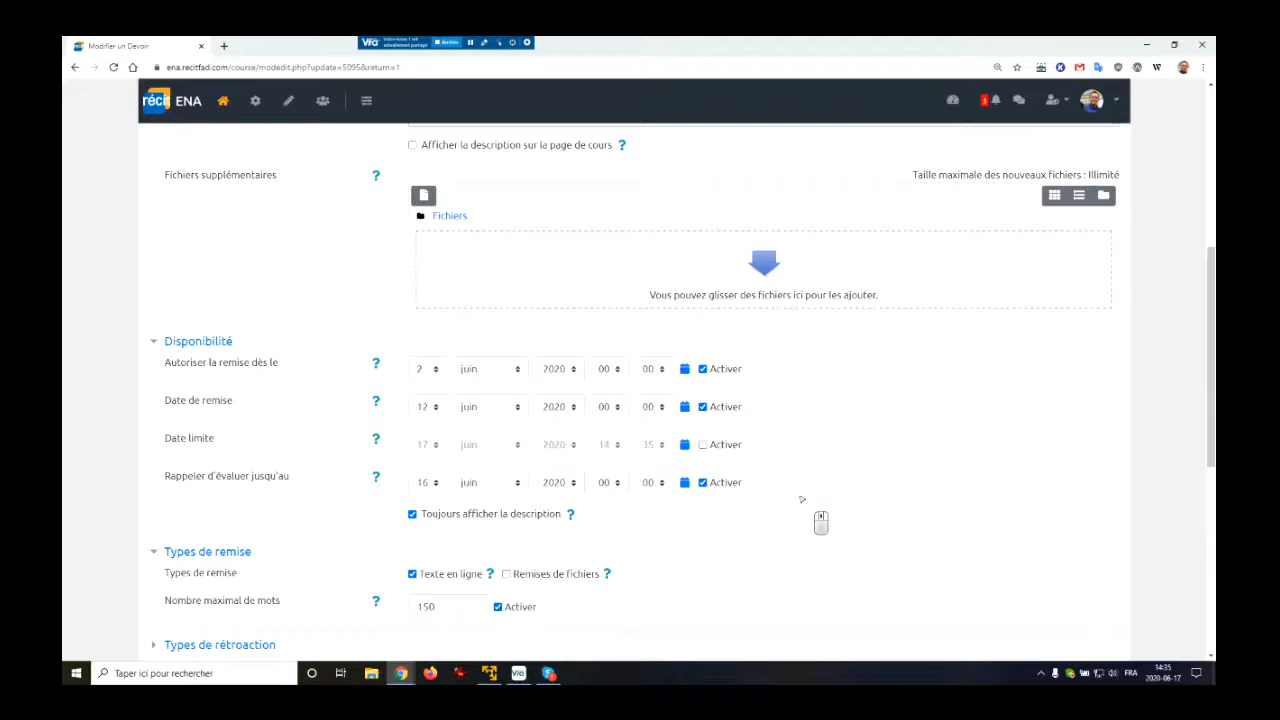 Modifier un Devoir
Vía
Arrêter
ena.recitfad.com/course/modedit.php?update=5095&return=1
récit ENA
3
Afficher la description sur la page de cours ?
Fichiers supplémentaires ? Taille maximale des nouveaux fichiers : Illimité
Fichiers
Vous pouvez glisser des fichiers ici pour les ajouter.
Disponibilité
Autoriser la remise dès le ? 2 juin 2020 00 00 Activer
Date de remise ? 12 juin 2020 00 00 Activer
Date limite ? 17 juin 2020 14 35 Activer
Rappeler d'évaluer jusqu'au ? 16 juin 2020 00 00 Activer
Toujours afficher la description ?
Types de remise
Types de remise Texte en ligne ? Remises de fichiers ?
Nombre maximal de mots ? 150 Activer
Types de rétroaction
Taper ici pour rechercher
FRA
14:35
2020-06-17